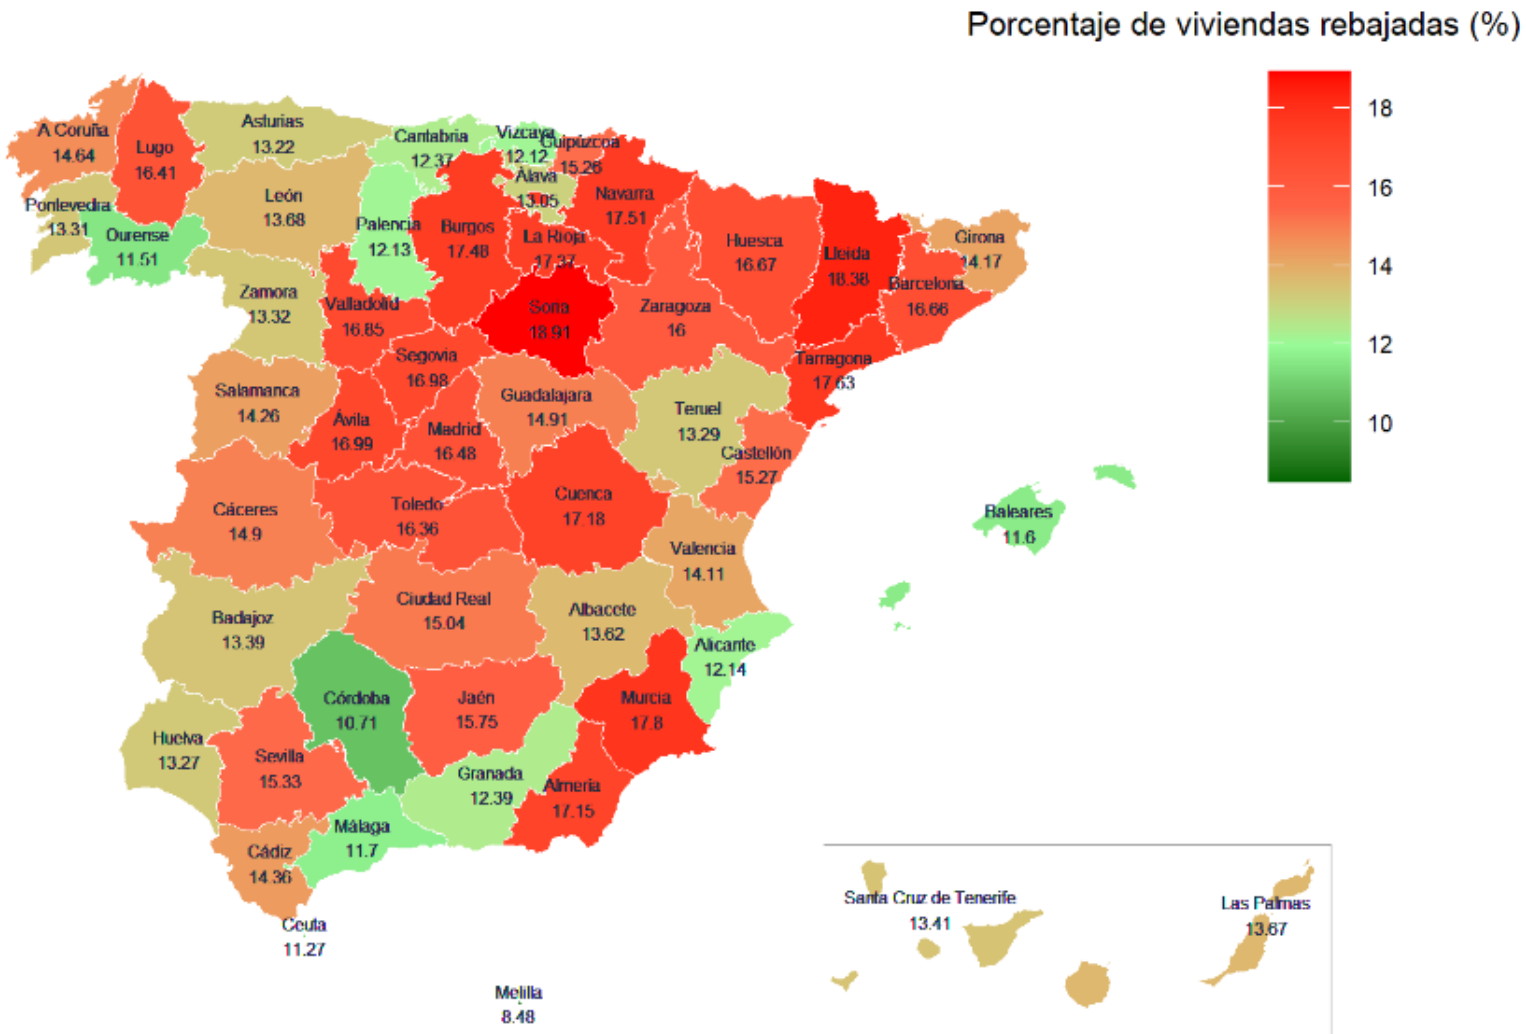 Porcentaje de viviendas rebajadas (%)
18
16
14
12
10
A Coruña
14.64
Lugo
16.41
Asturias
13.22
Cantabria
12.37
Vizcaya
12.12
Guipúzcoa
15.26
Álava
13.05
Navarra
17.51
Pontevedra
13.31
Ourense
11.51
León
13.68
Palencia
12.13
Burgos
17.48
La Rioja
17.37
Huesca
16.67
Lleida
18.38
Girona
14.17
Barcelona
16.66
Zamora
13.32
Valladolid
16.85
Soria
18.91
Zaragoza
16
Tarragona
17.63
Segovia
16.98
Salamanca
14.26
Ávila
16.99
Madrid
16.48
Guadalajara
14.91
Teruel
13.29
Castellón
15.27
Cáceres
14.9
Toledo
16.36
Cuenca
17.18
Valencia
14.11
Baleares
11.6
Badajoz
13.39
Ciudad Real
15.04
Albacete
13.62
Alicante
12.14
Córdoba
10.71
Jaén
15.75
Murcia
17.8
Huelva
13.27
Sevilla
15.33
Granada
12.39
Almería
17.15
Málaga
11.7
Cádiz
14.36
Ceuta
11.27
Melilla
8.48
Santa Cruz de Tenerife
13.41
Las Palmas
13.67